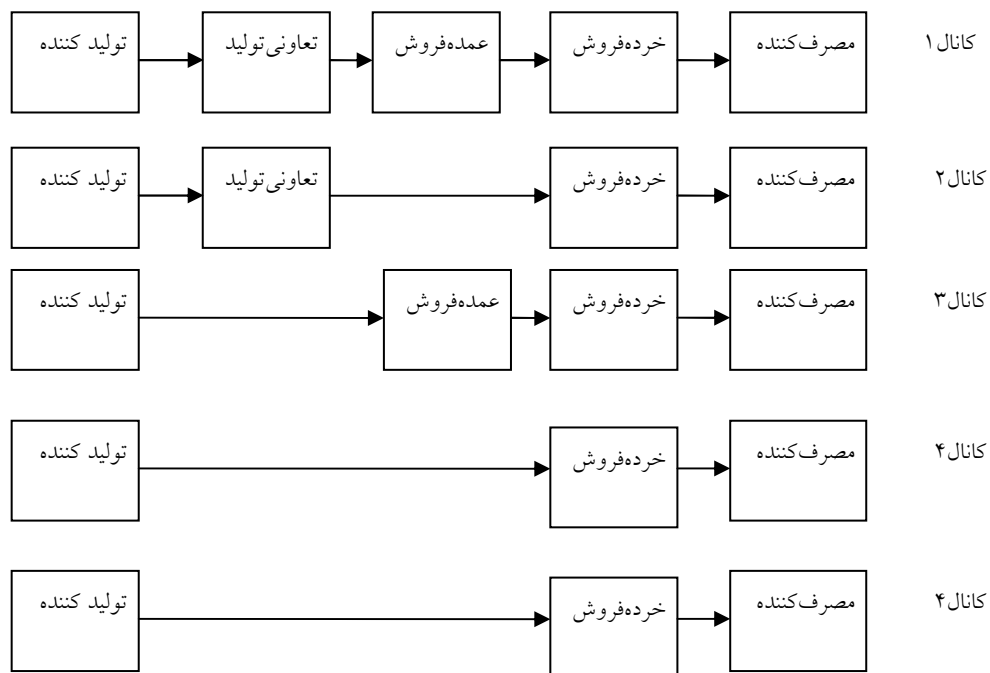 کانال۱ تولید کننده تعاونی‌تولید عمده‌فروش خرده‌فروش مصرف‌کننده
کانال۲ تولید کننده تعاونی‌تولید خرده‌فروش مصرف‌کننده
کانال۳ تولید کننده عمده‌فروش خرده‌فروش مصرف‌کننده
کانال۴ تولید کننده خرده‌فروش مصرف‌کننده
کانال۴ تولید کننده خرده‌فروش مصرف‌کننده